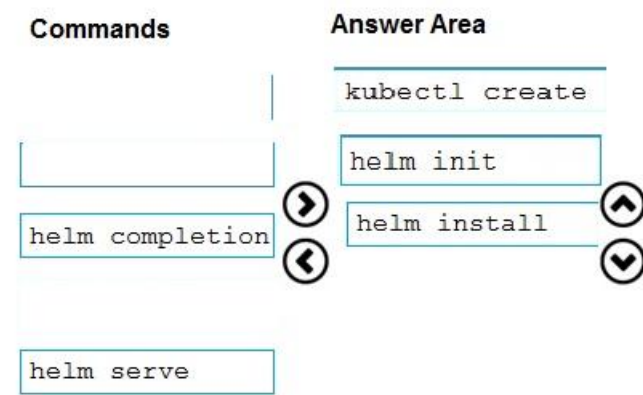 Commands
Answer Area
kubectl create
helm init
helm install
helm completion
helm serve